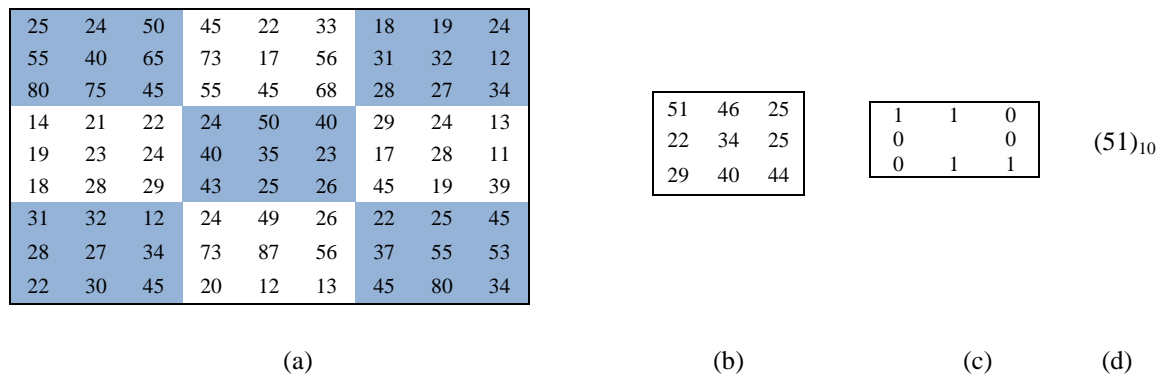 25 24 50 45 22 33 18 19 24
55 40 65 73 17 56 31 32 12
80 75 45 55 45 68 28 27 34
14 21 22 24 50 40 29 24 13
19 23 24 40 35 23 17 28 11
18 28 29 43 25 26 45 19 39
31 32 12 24 49 26 22 25 45
28 27 34 73 87 56 37 55 53
22 30 45 20 12 13 45 80 34
51 46 25
22 34 25
29 40 44
1 1 0
0 0
0 1 1
(51)₁₀
(a) (b) (c) (d)